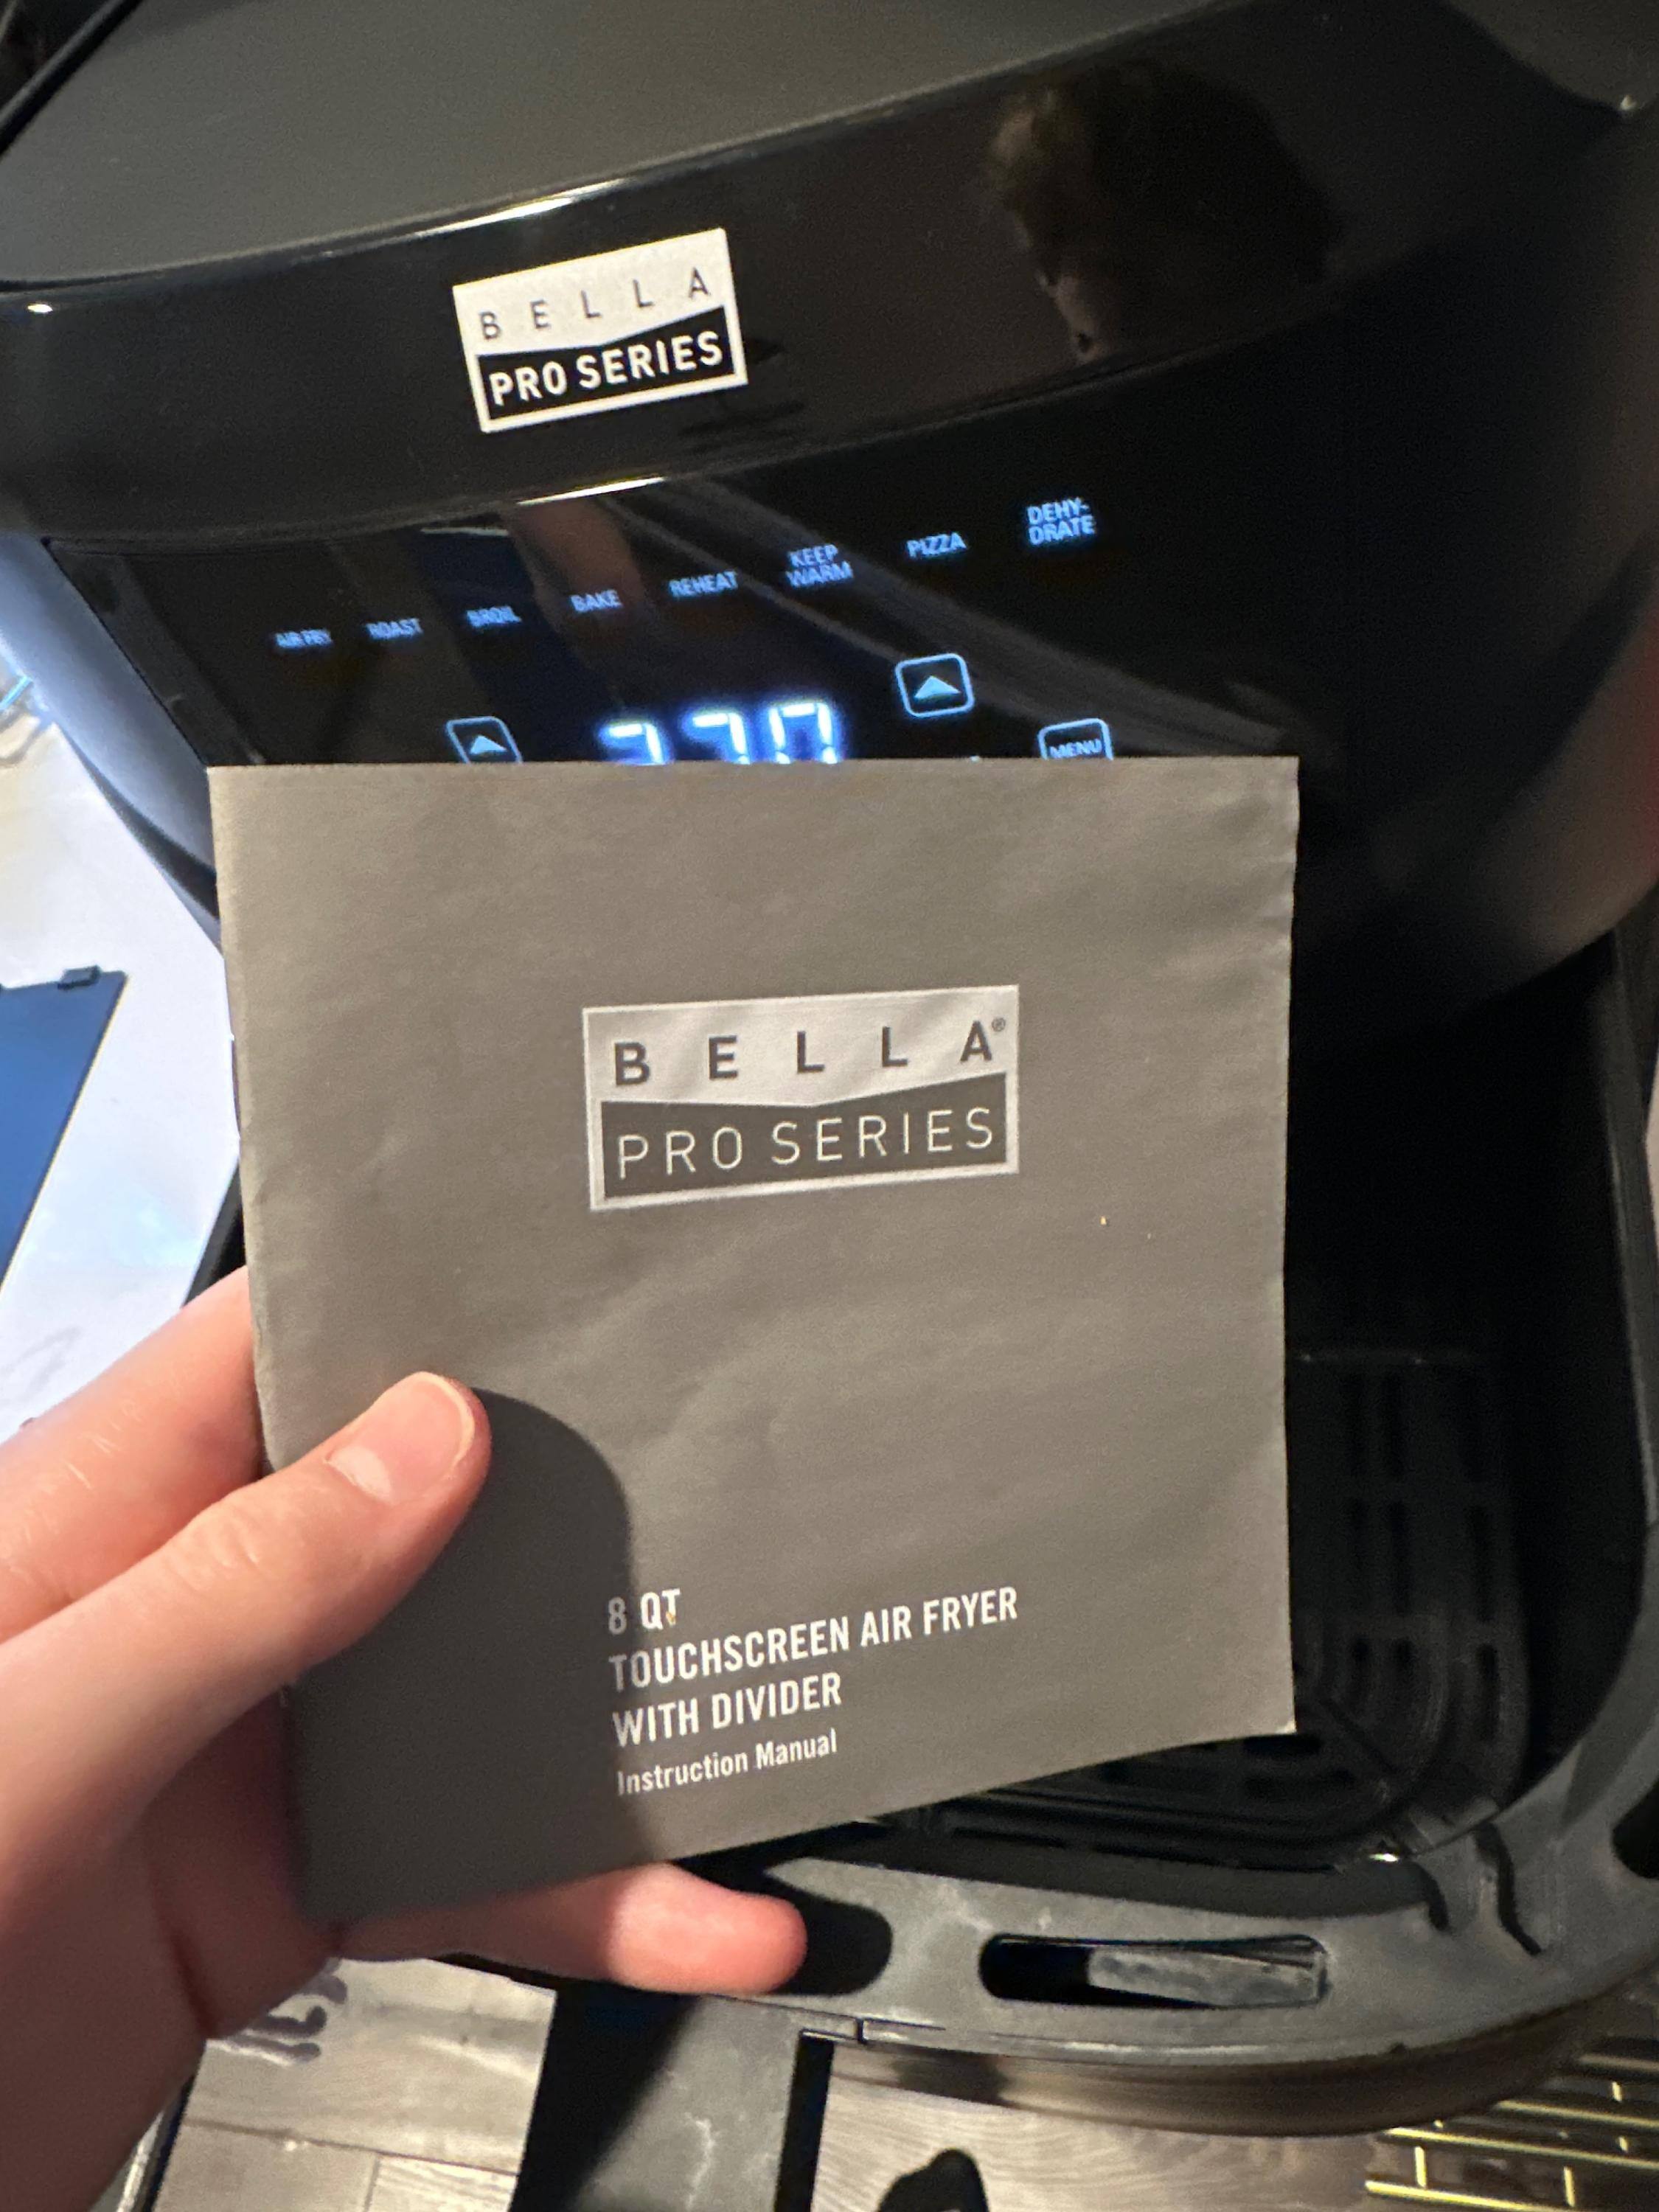 BELLA
PRO SERIES
AIR FRY ROAST BROIL BAKE REHEAT KEEP WARM PIZZA DEHY-DRATE
MENU
BELLA®
PRO SERIES
8 QT
TOUCHSCREEN AIR FRYER
WITH DIVIDER
Instruction Manual